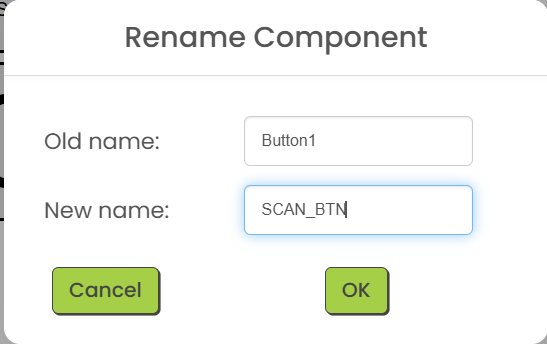 Rename Component
Old name: Button1
New name: SCAN_BTN
Cancel OK